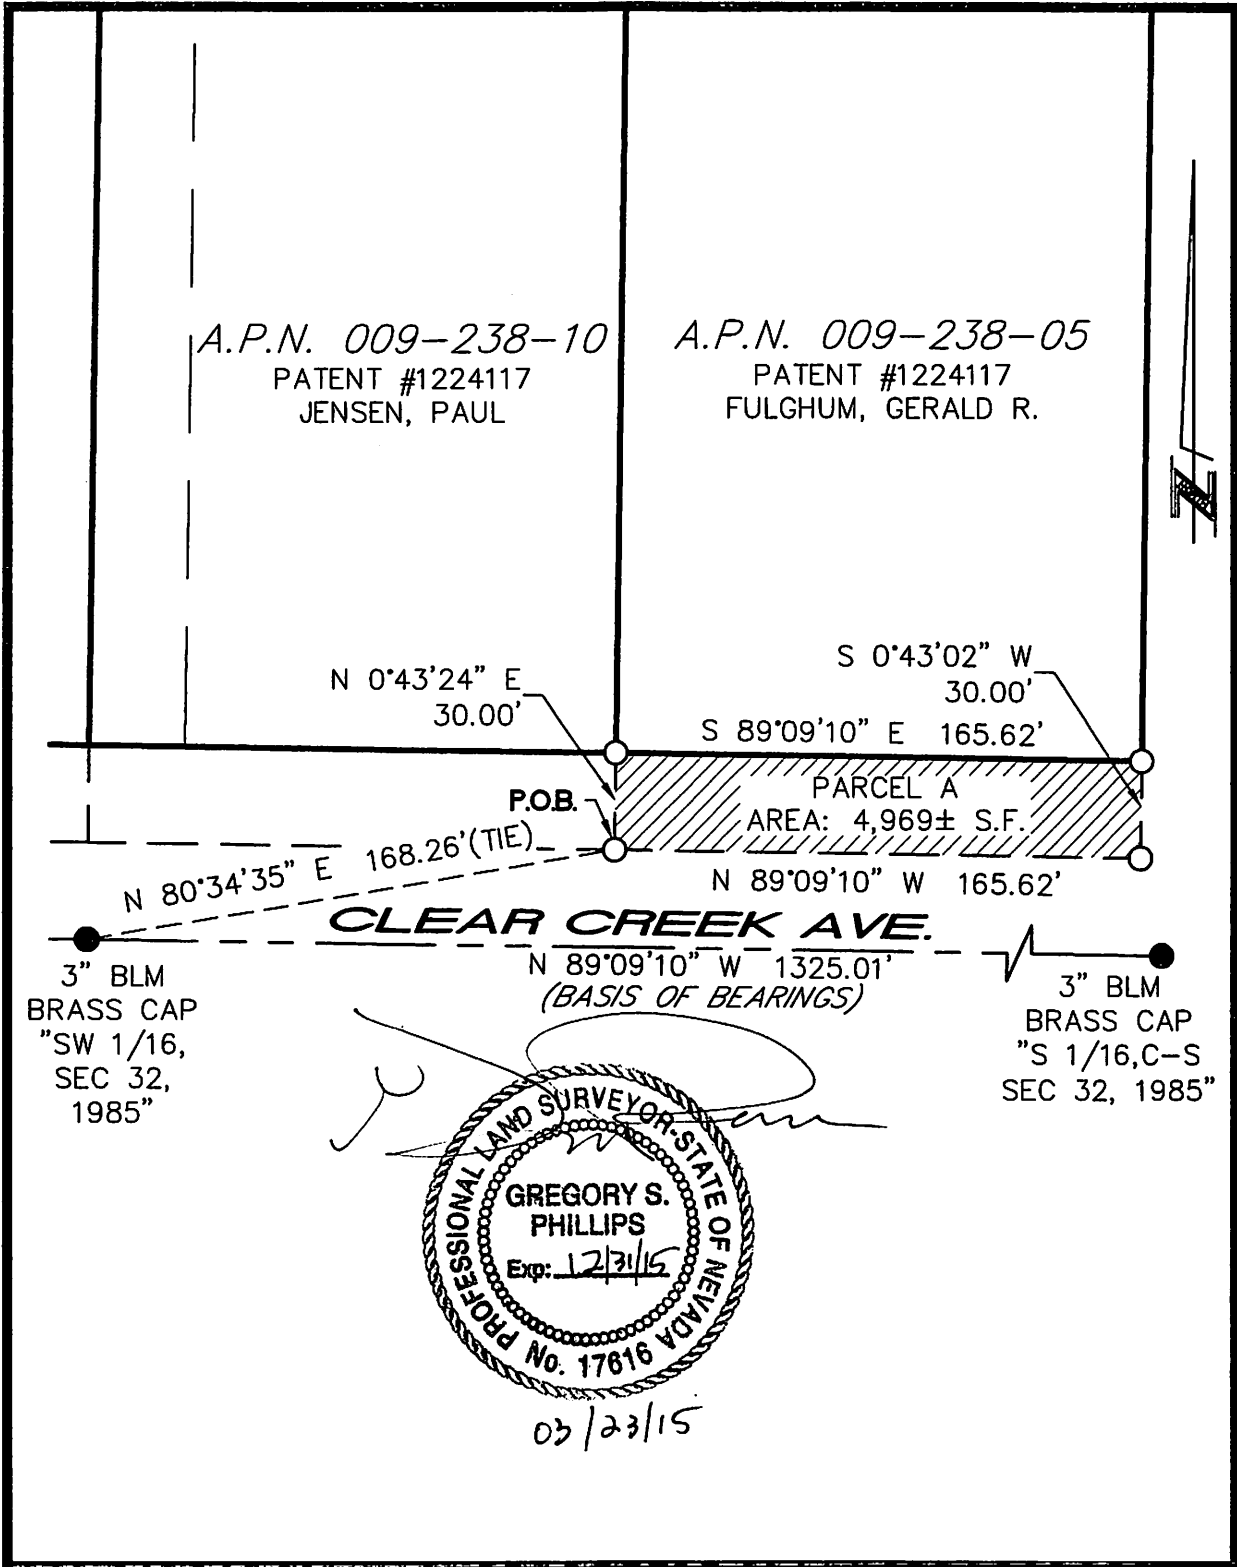 A.P.N. 009-238-10
PATENT #1224117
JENSEN, PAUL
A.P.N. 009-238-05
PATENT #1224117
FULGHUM, GERALD R.
N
N 0°43'24" E
30.00'
S 0°43'02" W
30.00'
S 89°09'10" E 165.62'
P.O.B.
PARCEL A
AREA: 4,969± S.F.
N 80°34'35" E 168.26'(TIE)
N 89°09'10" W 165.62'
CLEAR CREEK AVE.
N 89°09'10" W 1325.01'
(BASIS OF BEARINGS)
3" BLM
BRASS CAP
"SW 1/16,
SEC 32,
1985"
3" BLM
BRASS CAP
"S 1/16,C-S
SEC 32, 1985"
PROFESSIONAL LAND SURVEYOR-STATE OF NEVADA
GREGORY S.
PHILLIPS
Exp: 12/31/15
No. 17616
03/23/15